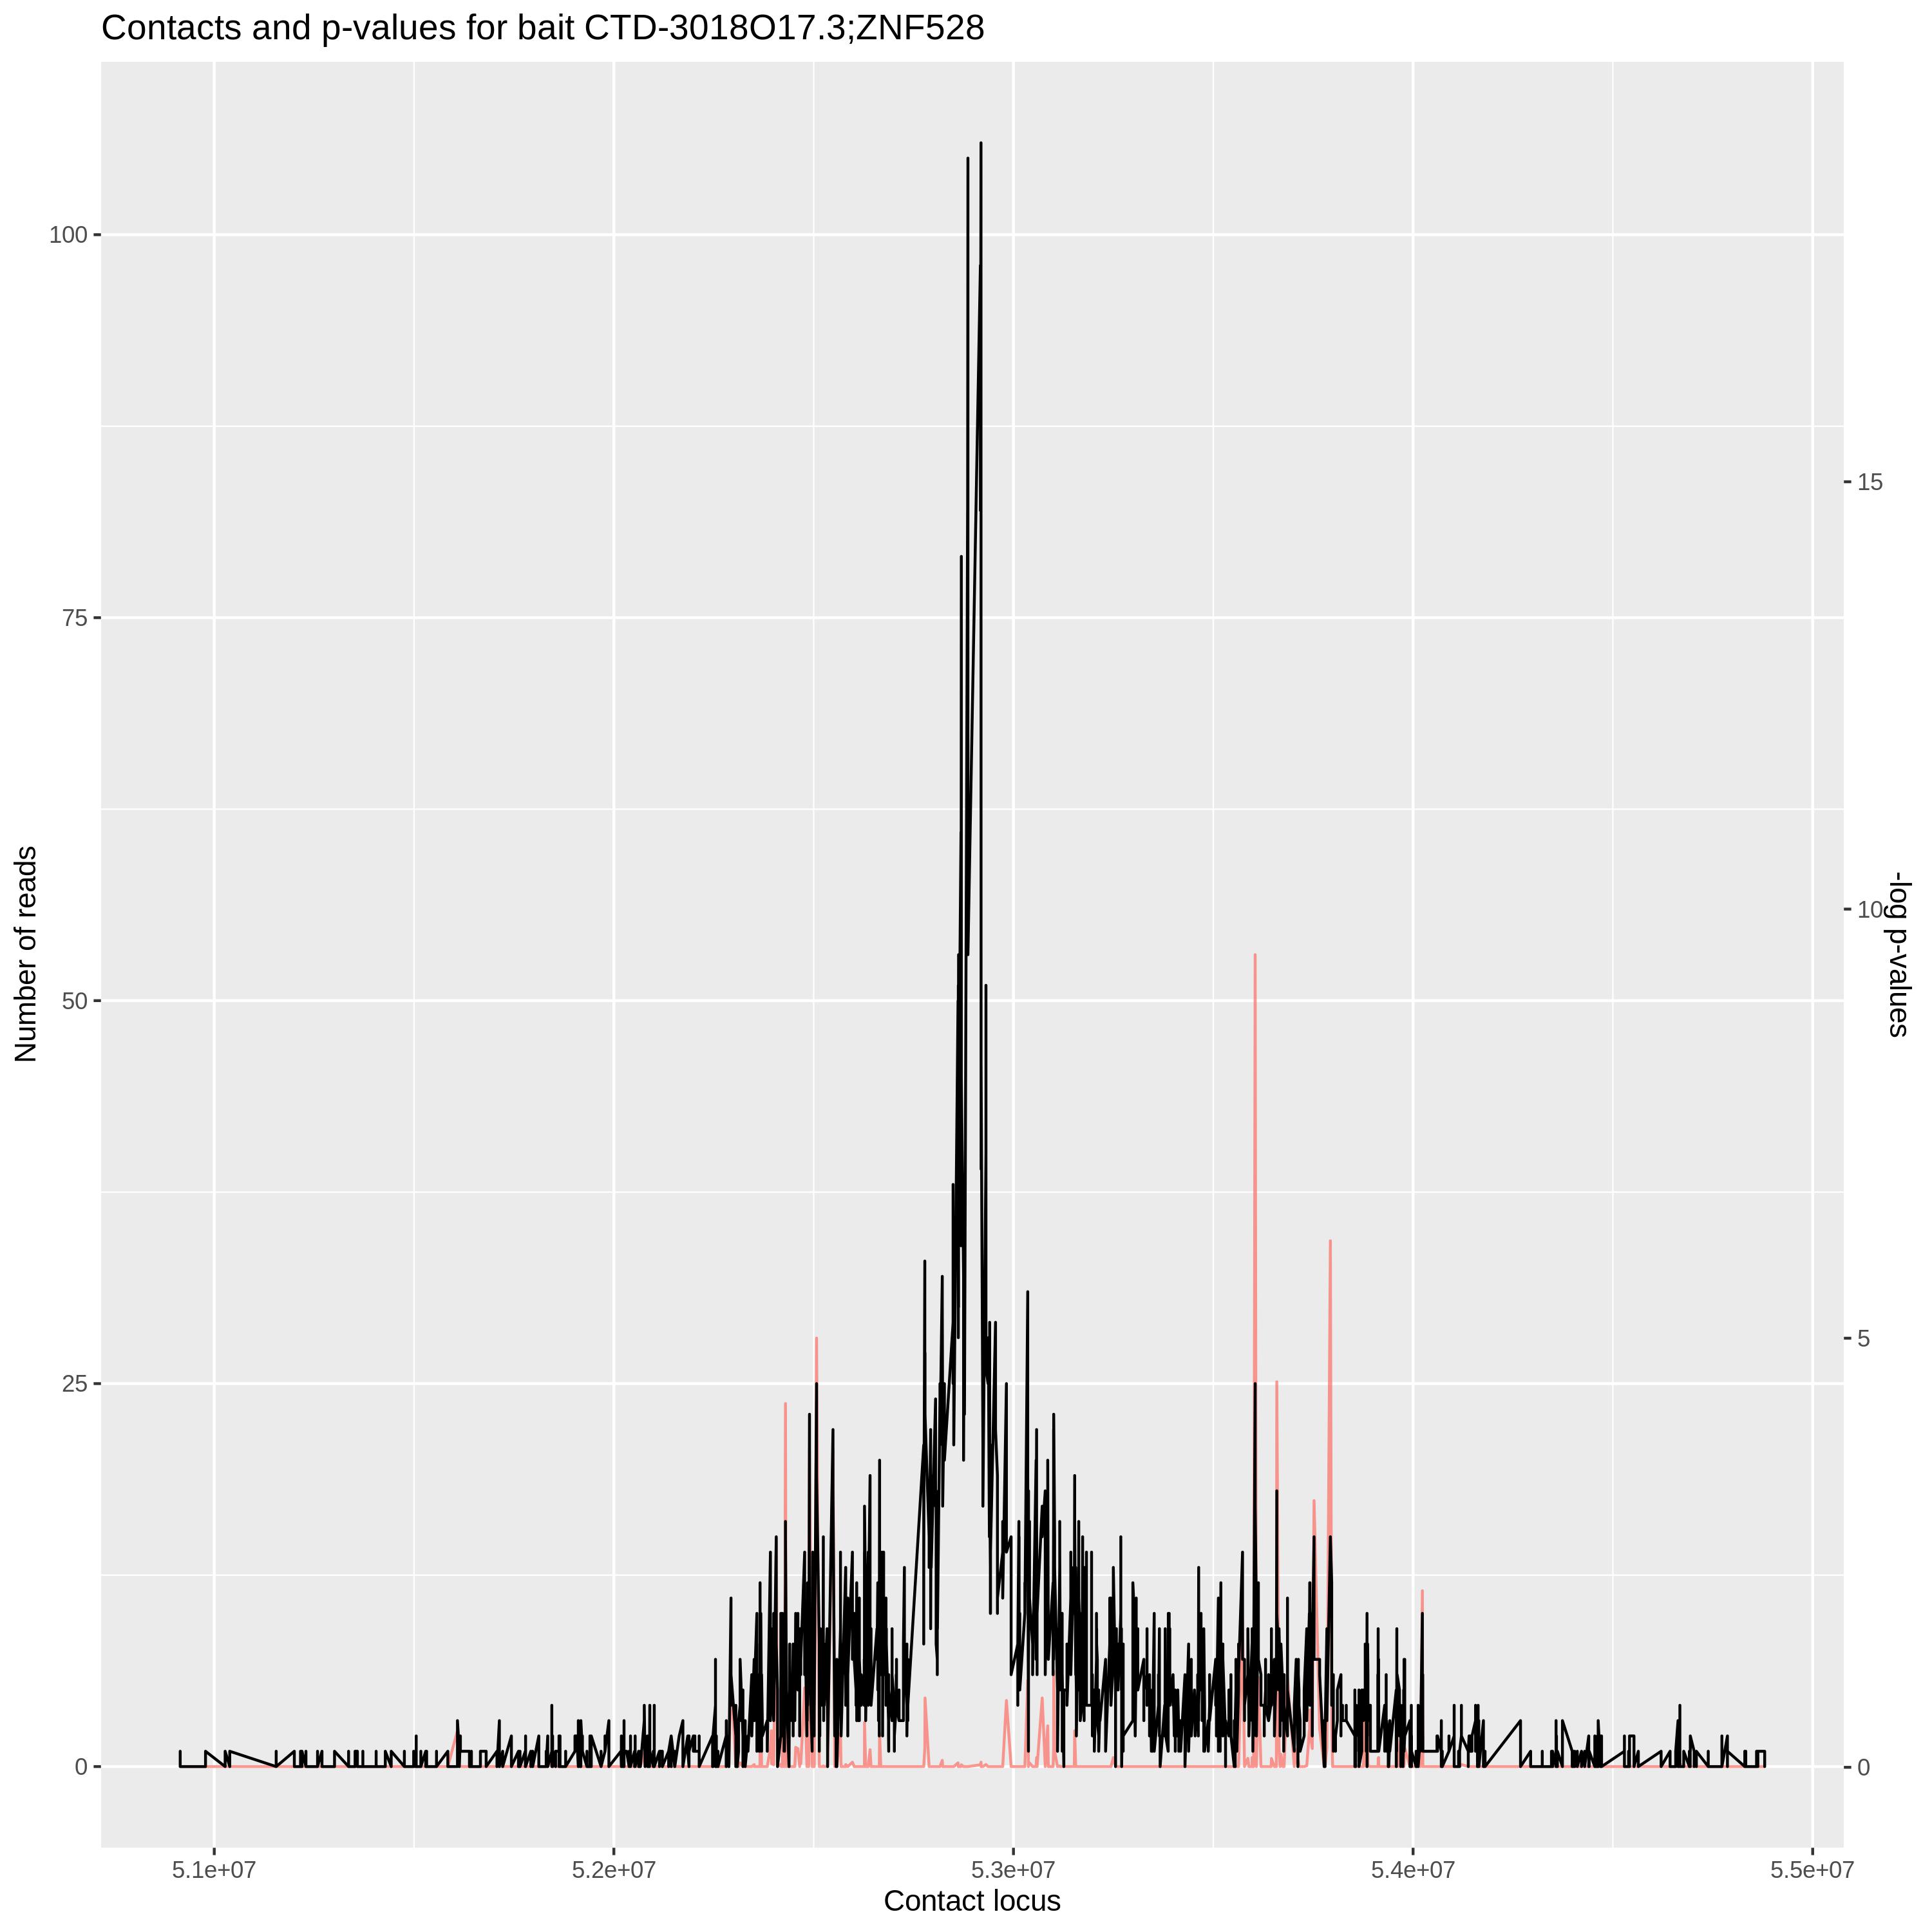 Contacts and p-values for bait CTD-3018O17.3;ZNF528
100
75
50
25
0
Number of reads
15
10
5
0
-log p-values
5.1e+07
5.2e+07
5.3e+07
5.4e+07
5.5e+07
Contact locus